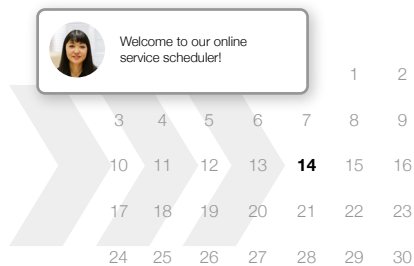 Welcome to our online
service scheduler!
1 2
3 4 5 6 7 8 9
10 11 12 13 14 15 16
17 18 19 20 21 22 23
24 25 26 27 28 29 30